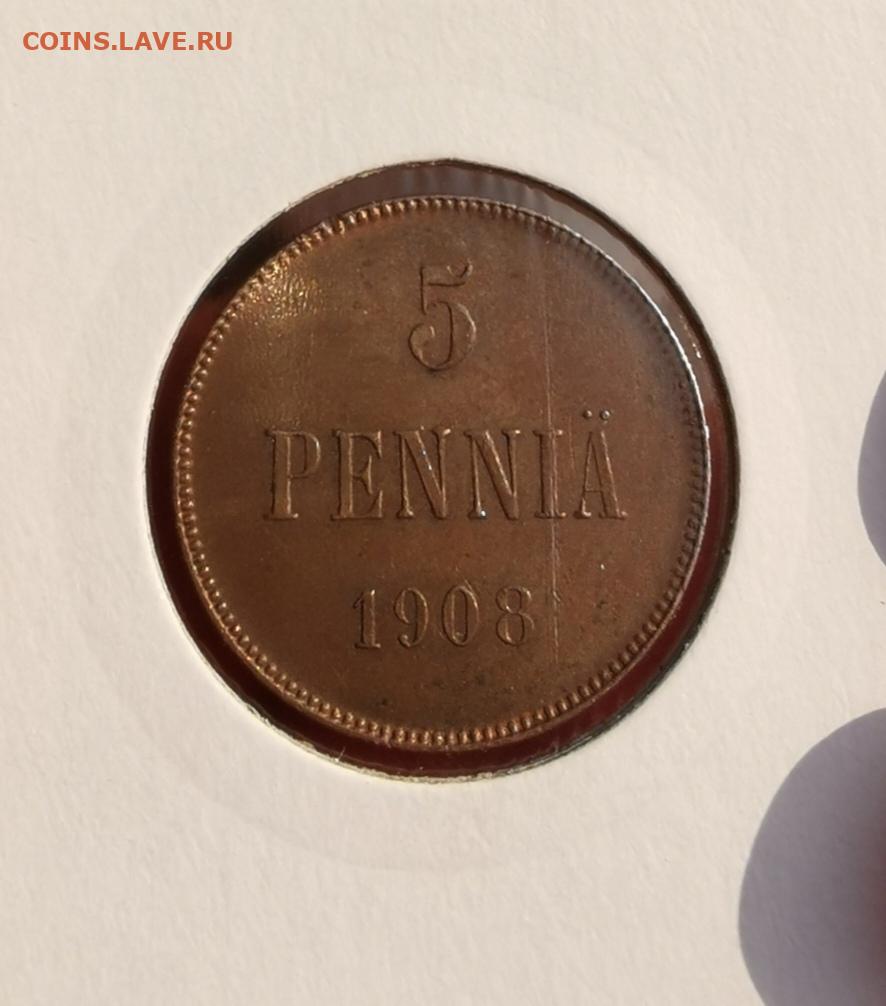 COINS.LAVE.RU
5
PENNIÄ
1908